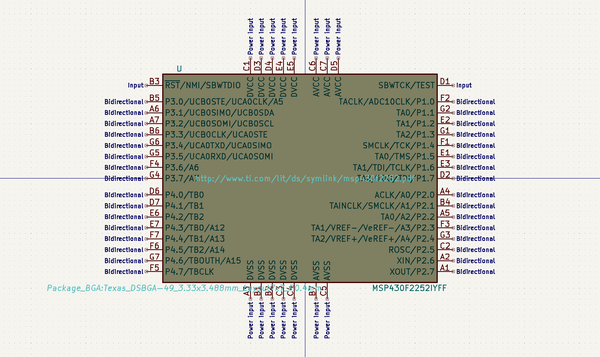 Power Input Power Input Power Input Power Input Power Input Power Input Power Input Power Input
C1 D3 D4 E4 E5 C6 C7 D5
U
DVCC DVCC DVCC DVCC DVCC AVCC AVCC AVCC
Input B3 RST/NMI/SBWTDIO SBWTCK/TEST D1 Input
Bidirectional B5 P3.0/UCB0STE/UCA0CLK/A5 TACLK/ADC10CLK/P1.0 F2 Bidirectional
Bidirectional A6 P3.1/UCB0SIMO/UCB0SDA TA0/P1.1 G2 Bidirectional
Bidirectional A7 P3.2/UCB0SOMI/UCB0SCL TA1/P1.2 E2 Bidirectional
Bidirectional B6 P3.3/UCB0CLK/UCA0STE TA2/P1.3 G1 Bidirectional
Bidirectional G6 P3.4/UCA0TXD/UCA0SIMO SMCLK/TCK/P1.4 F1 Bidirectional
Bidirectional G5 P3.5/UCA0RXD/UCA0SOMI TA0/TMS/P1.5 E1 Bidirectional
Bidirectional F4 P3.6/A6 TA1/TDI/TCLK/P1.6 E3 Bidirectional
Bidirectional G4 P3.7/A7 http://www.ti.com/lit/ds/symlink/ P1.7 D2 Bidirectional
Bidirectional D6 P4.0/TB0 ACLK/A0/P2.0 A4 Bidirectional
Bidirectional D7 P4.1/TB1 TAINCLK/SMCLK/A1/P2.1 B4 Bidirectional
Bidirectional E6 P4.2/TB2 TA0/A2/P2.2 A5 Bidirectional
Bidirectional E7 P4.3/TB0/A12 TA1/VREF-/VeREF-/A3/P2.3 F3 Bidirectional
Bidirectional F7 P4.4/TB1/A13 TA2/VREF+/VeREF+/A4/P2.4 G3 Bidirectional
Bidirectional F6 P4.5/TB2/A14 ROSC/P2.5 C2 Bidirectional
Bidirectional G7 P4.6/TBOUTH/A15 XIN/P2.6 A2 Bidirectional
Bidirectional F5 P4.7/TBCLK XOUT/P2.7 A1 Bidirectional
DVSS DVSS DVSS DVSS DVSS AVSS AVSS
Package_BGA:Texas_DSBGA-49_3.33x3.488mm MSP430F2252IYFF
A3 B1 B2 C3 C4 B7 C5
Power Input Power Input Power Input Power Input Power Input Power Input Power Input